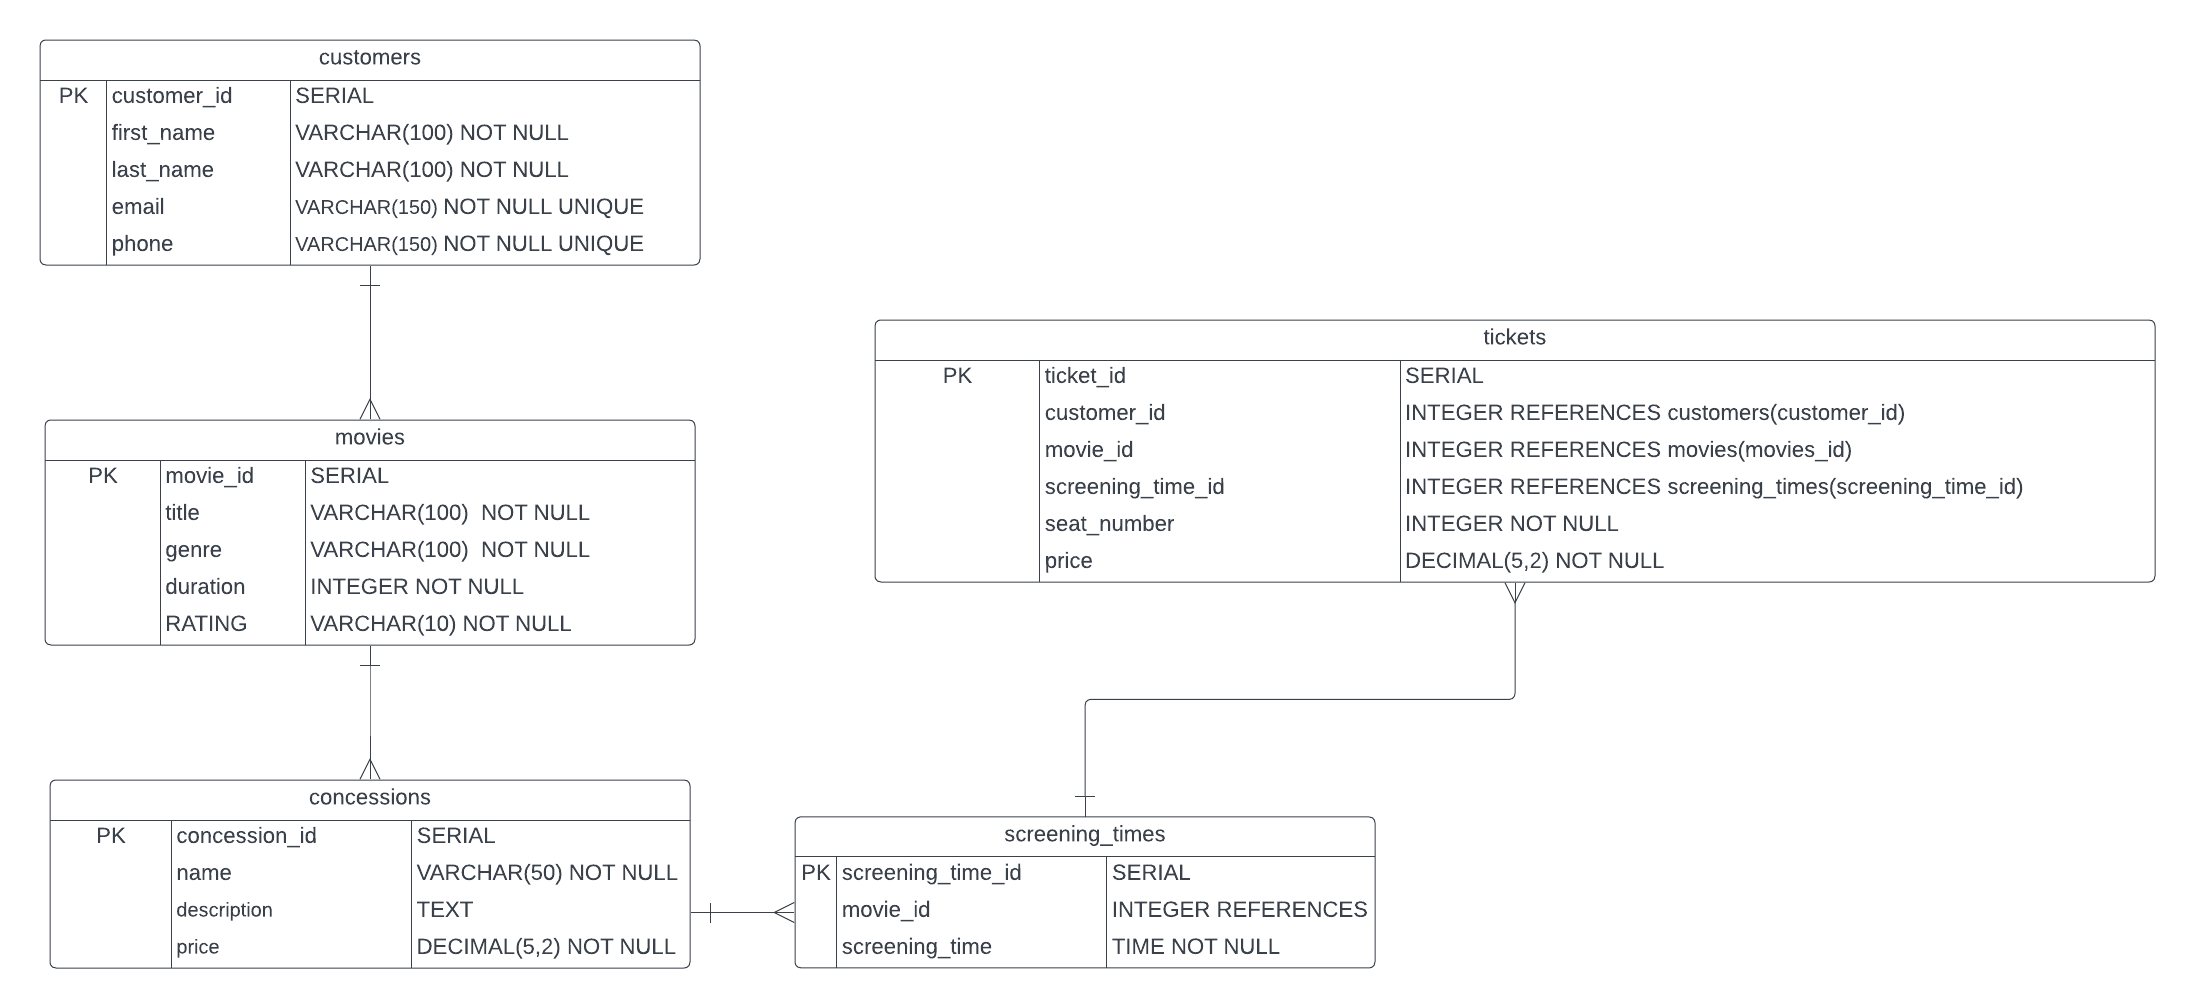 customers
PK customer_id SERIAL
first_name VARCHAR(100) NOT NULL
last_name VARCHAR(100) NOT NULL
email VARCHAR(150) NOT NULL UNIQUE
phone VARCHAR(150) NOT NULL UNIQUE
tickets
PK ticket_id SERIAL
customer_id INTEGER REFERENCES customers(customer_id)
movie_id INTEGER REFERENCES movies(movies_id)
screening_time_id INTEGER REFERENCES screening_times(screening_time_id)
seat_number INTEGER NOT NULL
price DECIMAL(5,2) NOT NULL
movies
PK movie_id SERIAL
title VARCHAR(100)  NOT NULL
genre VARCHAR(100)  NOT NULL
duration INTEGER NOT NULL
RATING VARCHAR(10) NOT NULL
concessions
PK concession_id SERIAL
name VARCHAR(50) NOT NULL
description TEXT
price DECIMAL(5,2) NOT NULL
screening_times
PK screening_time_id SERIAL
movie_id INTEGER REFERENCES
screening_time TIME NOT NULL